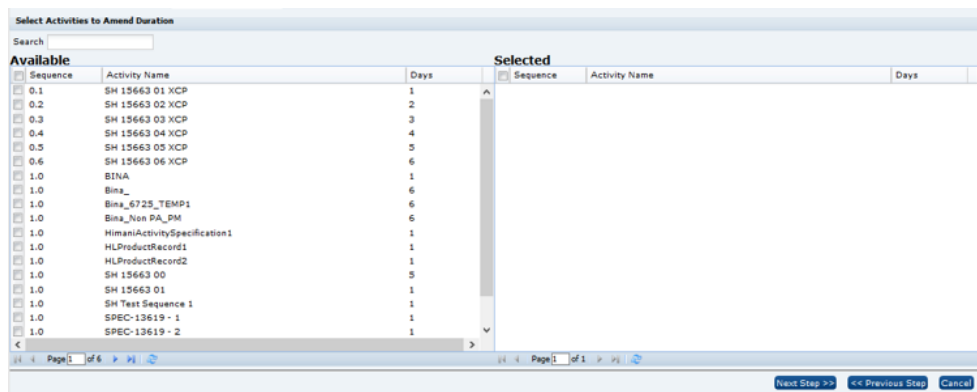 Select Activities to Amend Duration
Search
Available Selected
Sequence Activity Name Days Sequence Activity Name Days
0.1 SH 15663 01 XCP 1
0.2 SH 15663 02 XCP 2
0.3 SH 15663 03 XCP 3
0.4 SH 15663 04 XCP 4
0.5 SH 15663 05 XCP 5
0.6 SH 15663 06 XCP 6
1.0 BINA 1
1.0 Bina_ 6
1.0 Bina_6725_TEMP1 6
1.0 Bina_Non PA_PM 6
1.0 HimaniActivitySpecification1 1
1.0 HLProductRecord1 1
1.0 HLProductRecord2 1
1.0 SH 15663 00 5
1.0 SH 15663 01 1
1.0 SH Test Sequence 1 1
1.0 SPEC-13619 - 1 1
1.0 SPEC-13619 - 2 1
Page 1 of 6 Page 1 of 1
Next Step >> << Previous Step Cancel